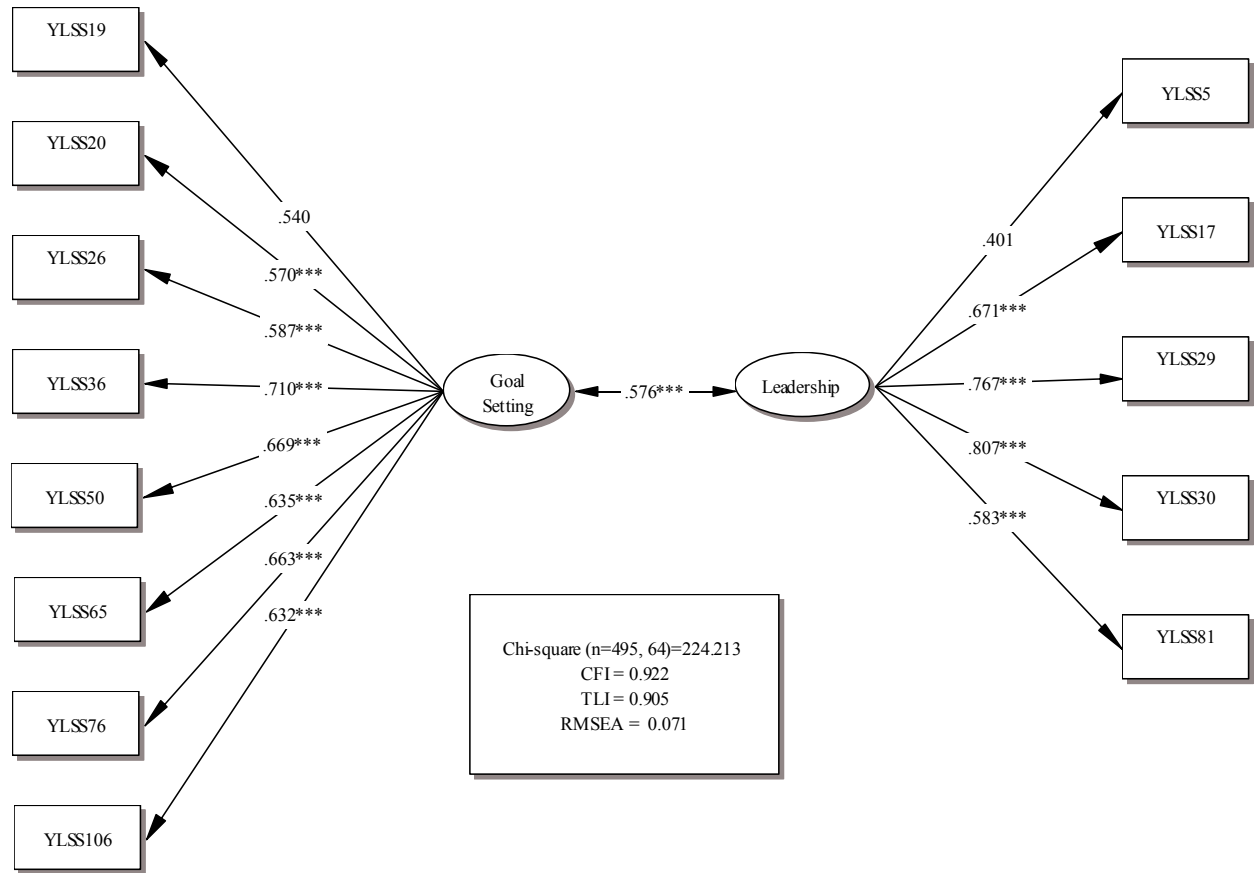 YLSS19
YLSS20
YLSS26
YLSS36
YLSS50
YLSS65
YLSS76
YLSS106
.540
.570***
.587***
.710***
.669***
.635***
.663***
.632***
Goal
Setting
.576***
Leadership
.401
.671***
.767***
.807***
.583***
YLSS5
YLSS17
YLSS29
YLSS30
YLSS81
Chi-square (n=495, 64)=224.213
CFI = 0.922
TLI = 0.905
RMSEA = 0.071